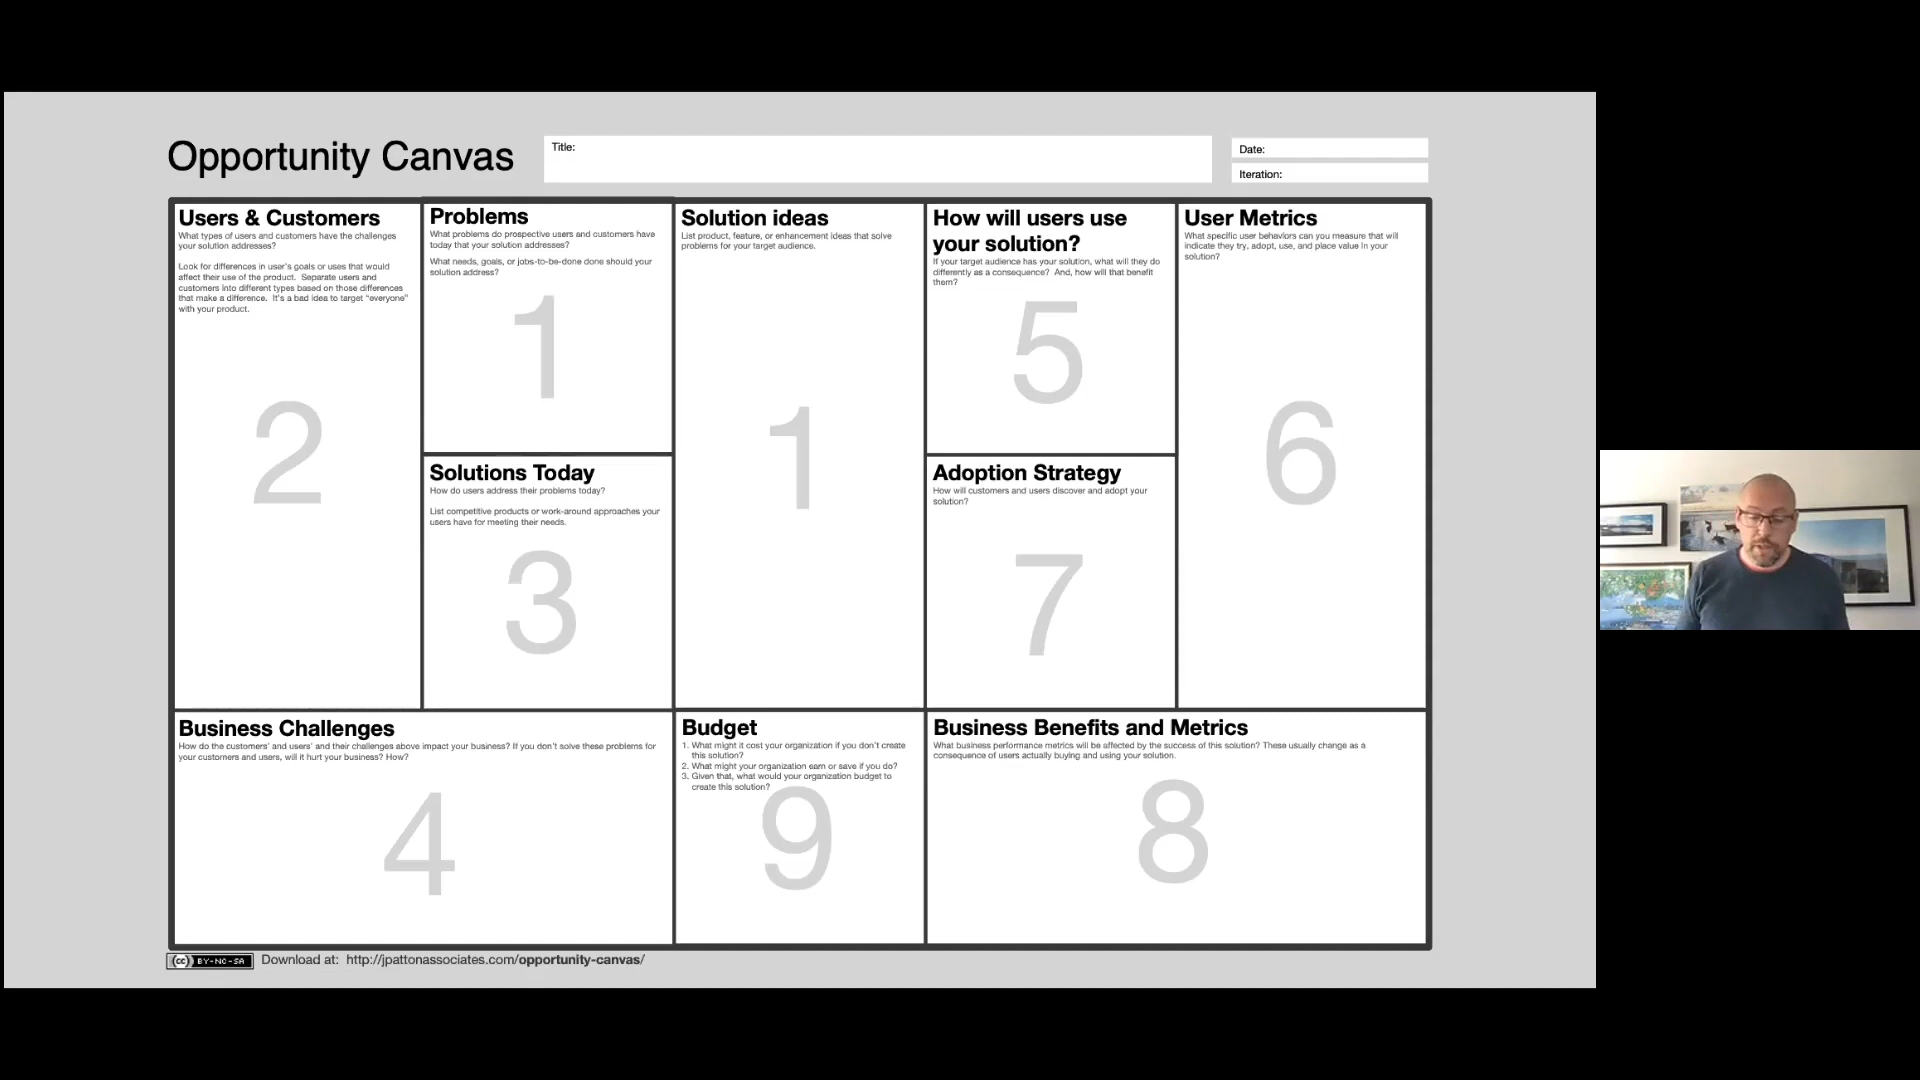 Opportunity Canvas
Title:
Date:
Iteration:
Users & Customers
What types of users and customers have the challenges
your solution addresses?
Look for differences in user's goals or uses that would
affect their use of the product. Separate users and
customers into different types based on those differences
that make a difference. It's a bad idea to target "everyone"
with your product.
2
Problems
What problems do prospective users and customers have
today that your solution addresses?
What needs, goals, or jobs-to-be-done done should your
solution address?
1
Solutions Today
How do users address their problems today?
List competitive products or work-around approaches your
users have for meeting their needs.
3
Solution ideas
List product, feature, or enhancement ideas that solve
problems for your target audience.
1
How will users use
your solution?
If your target audience has your solution, what will they do
differently as a consequence? And, how will that benefit
them?
5
Adoption Strategy
How will customers and users discover and adopt your
solution?
7
User Metrics
What specific user behaviors can you measure that will
indicate they try, adopt, use, and place value in your
solution?
6
Business Challenges
How do the customers' and users' and their challenges above impact your business? If you don't solve these problems for
your customers and users, will it hurt your business? How?
4
Budget
1. What might it cost your organization if you don't create
this solution?
2. What might your organization earn or save if you do?
3. Given that, what would your organization budget to
create this solution?
9
Business Benefits and Metrics
What business performance metrics will be affected by the success of this solution? These usually change as a
consequence of users actually buying and using your solution.
8
cc BY-NC-SA Download at: http://jpattonassociates.com/opportunity-canvas/